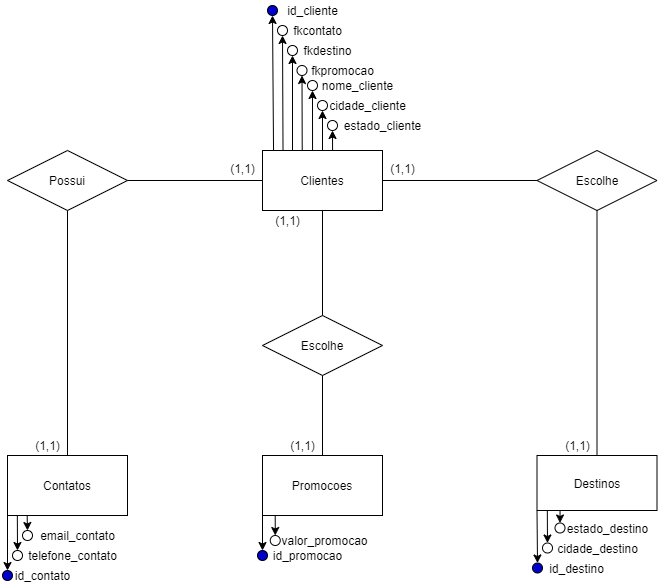 id_cliente
fkcontato
fkdestino
fkpromocao
nome_cliente
cidade_cliente
estado_cliente
Possui
(1,1)
Clientes
(1,1)
Escolhe
(1,1)
Escolhe
(1,1)
(1,1)
(1,1)
Contatos
Promocoes
Destinos
email_contato
telefone_contato
id_contato
valor_promocao
id_promocao
estado_destino
cidade_destino
id_destino